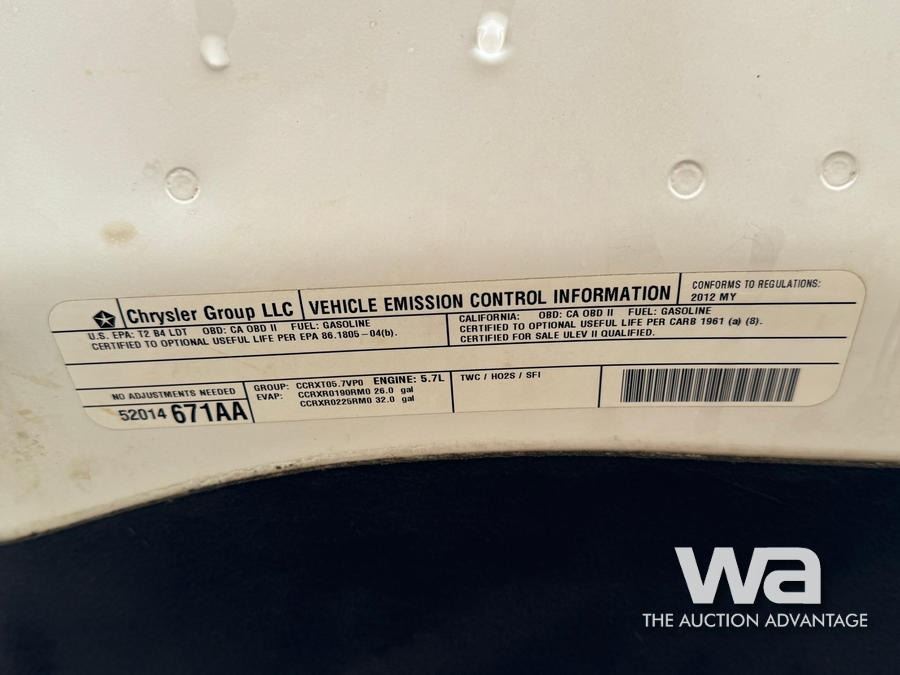 Chrysler Group LLC
VEHICLE EMISSION CONTROL INFORMATION
CONFORMS TO REGULATIONS:
2012 MY
U.S. EPA: T2 B4 LDT OBD: CA OBD II FUEL: GASOLINE
CERTIFIED TO OPTIONAL USEFUL LIFE PER EPA 86.1805-04(b).
CALIFORNIA: OBD: CA OBD II FUEL: GASOLINE
CERTIFIED TO OPTIONAL USEFUL LIFE PER CARB 1961 (a) (8).
CERTIFIED FOR SALE ULEV II QUALIFIED.
NO ADJUSTMENTS NEEDED
52014 671AA
GROUP: CCRXT05.7VP0 ENGINE: 5.7L
EVAP: CCRXR0190RM0 26.0 gal
CCRXR0225RM0 32.0 gal
TWC / HO2S / SFI
wa
THE AUCTION ADVANTAGE